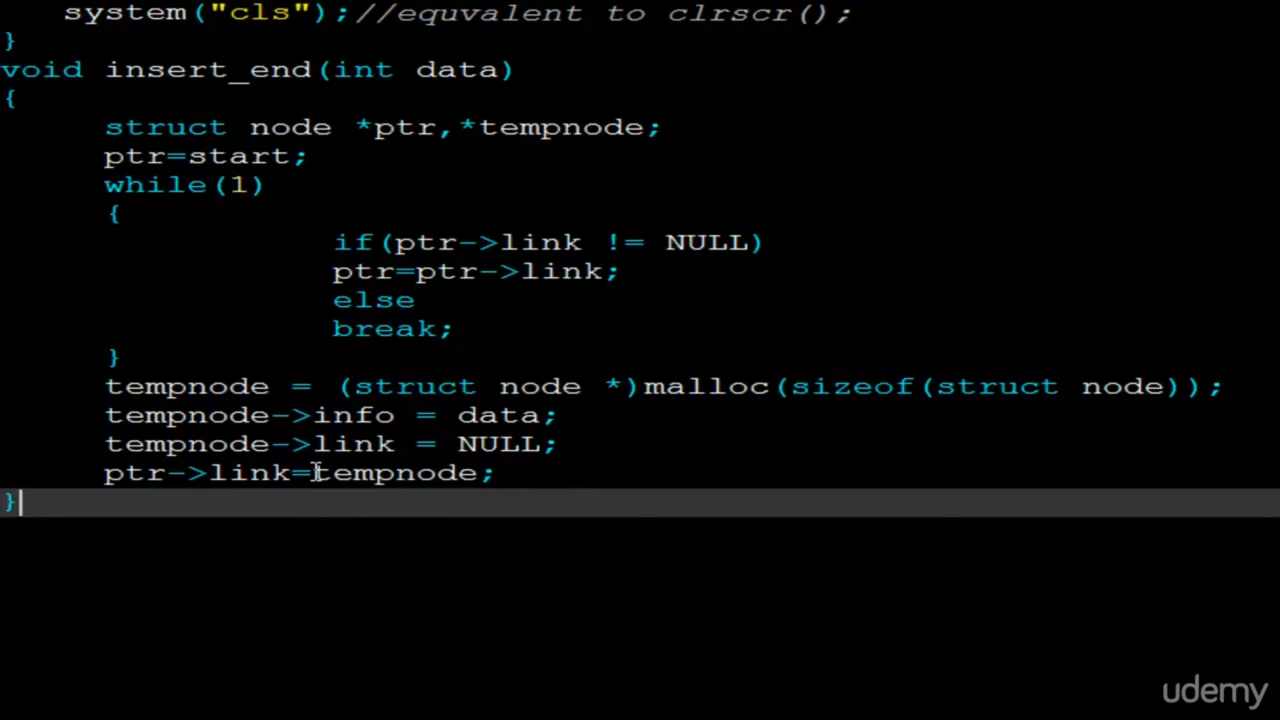 system("cls");//equvalent to clrscr();
}
void insert_end(int data)
{
struct node *ptr,*tempnode;
ptr=start;
while(1)
{
if(ptr->link != NULL)
ptr=ptr->link;
else
break;
}
tempnode = (struct node *)malloc(sizeof(struct node));
tempnode->info = data;
tempnode->link = NULL;
ptr->link=tempnode;
}
udemy